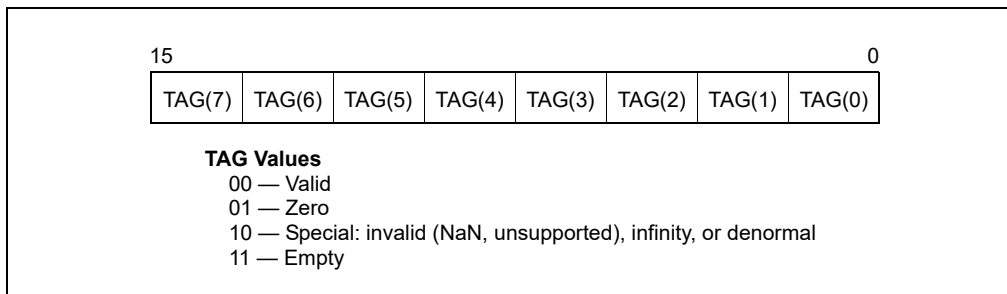 15 0
TAG(7) TAG(6) TAG(5) TAG(4) TAG(3) TAG(2) TAG(1) TAG(0)
TAG Values
00 — Valid
01 — Zero
10 — Special: invalid (NaN, unsupported), infinity, or denormal
11 — Empty